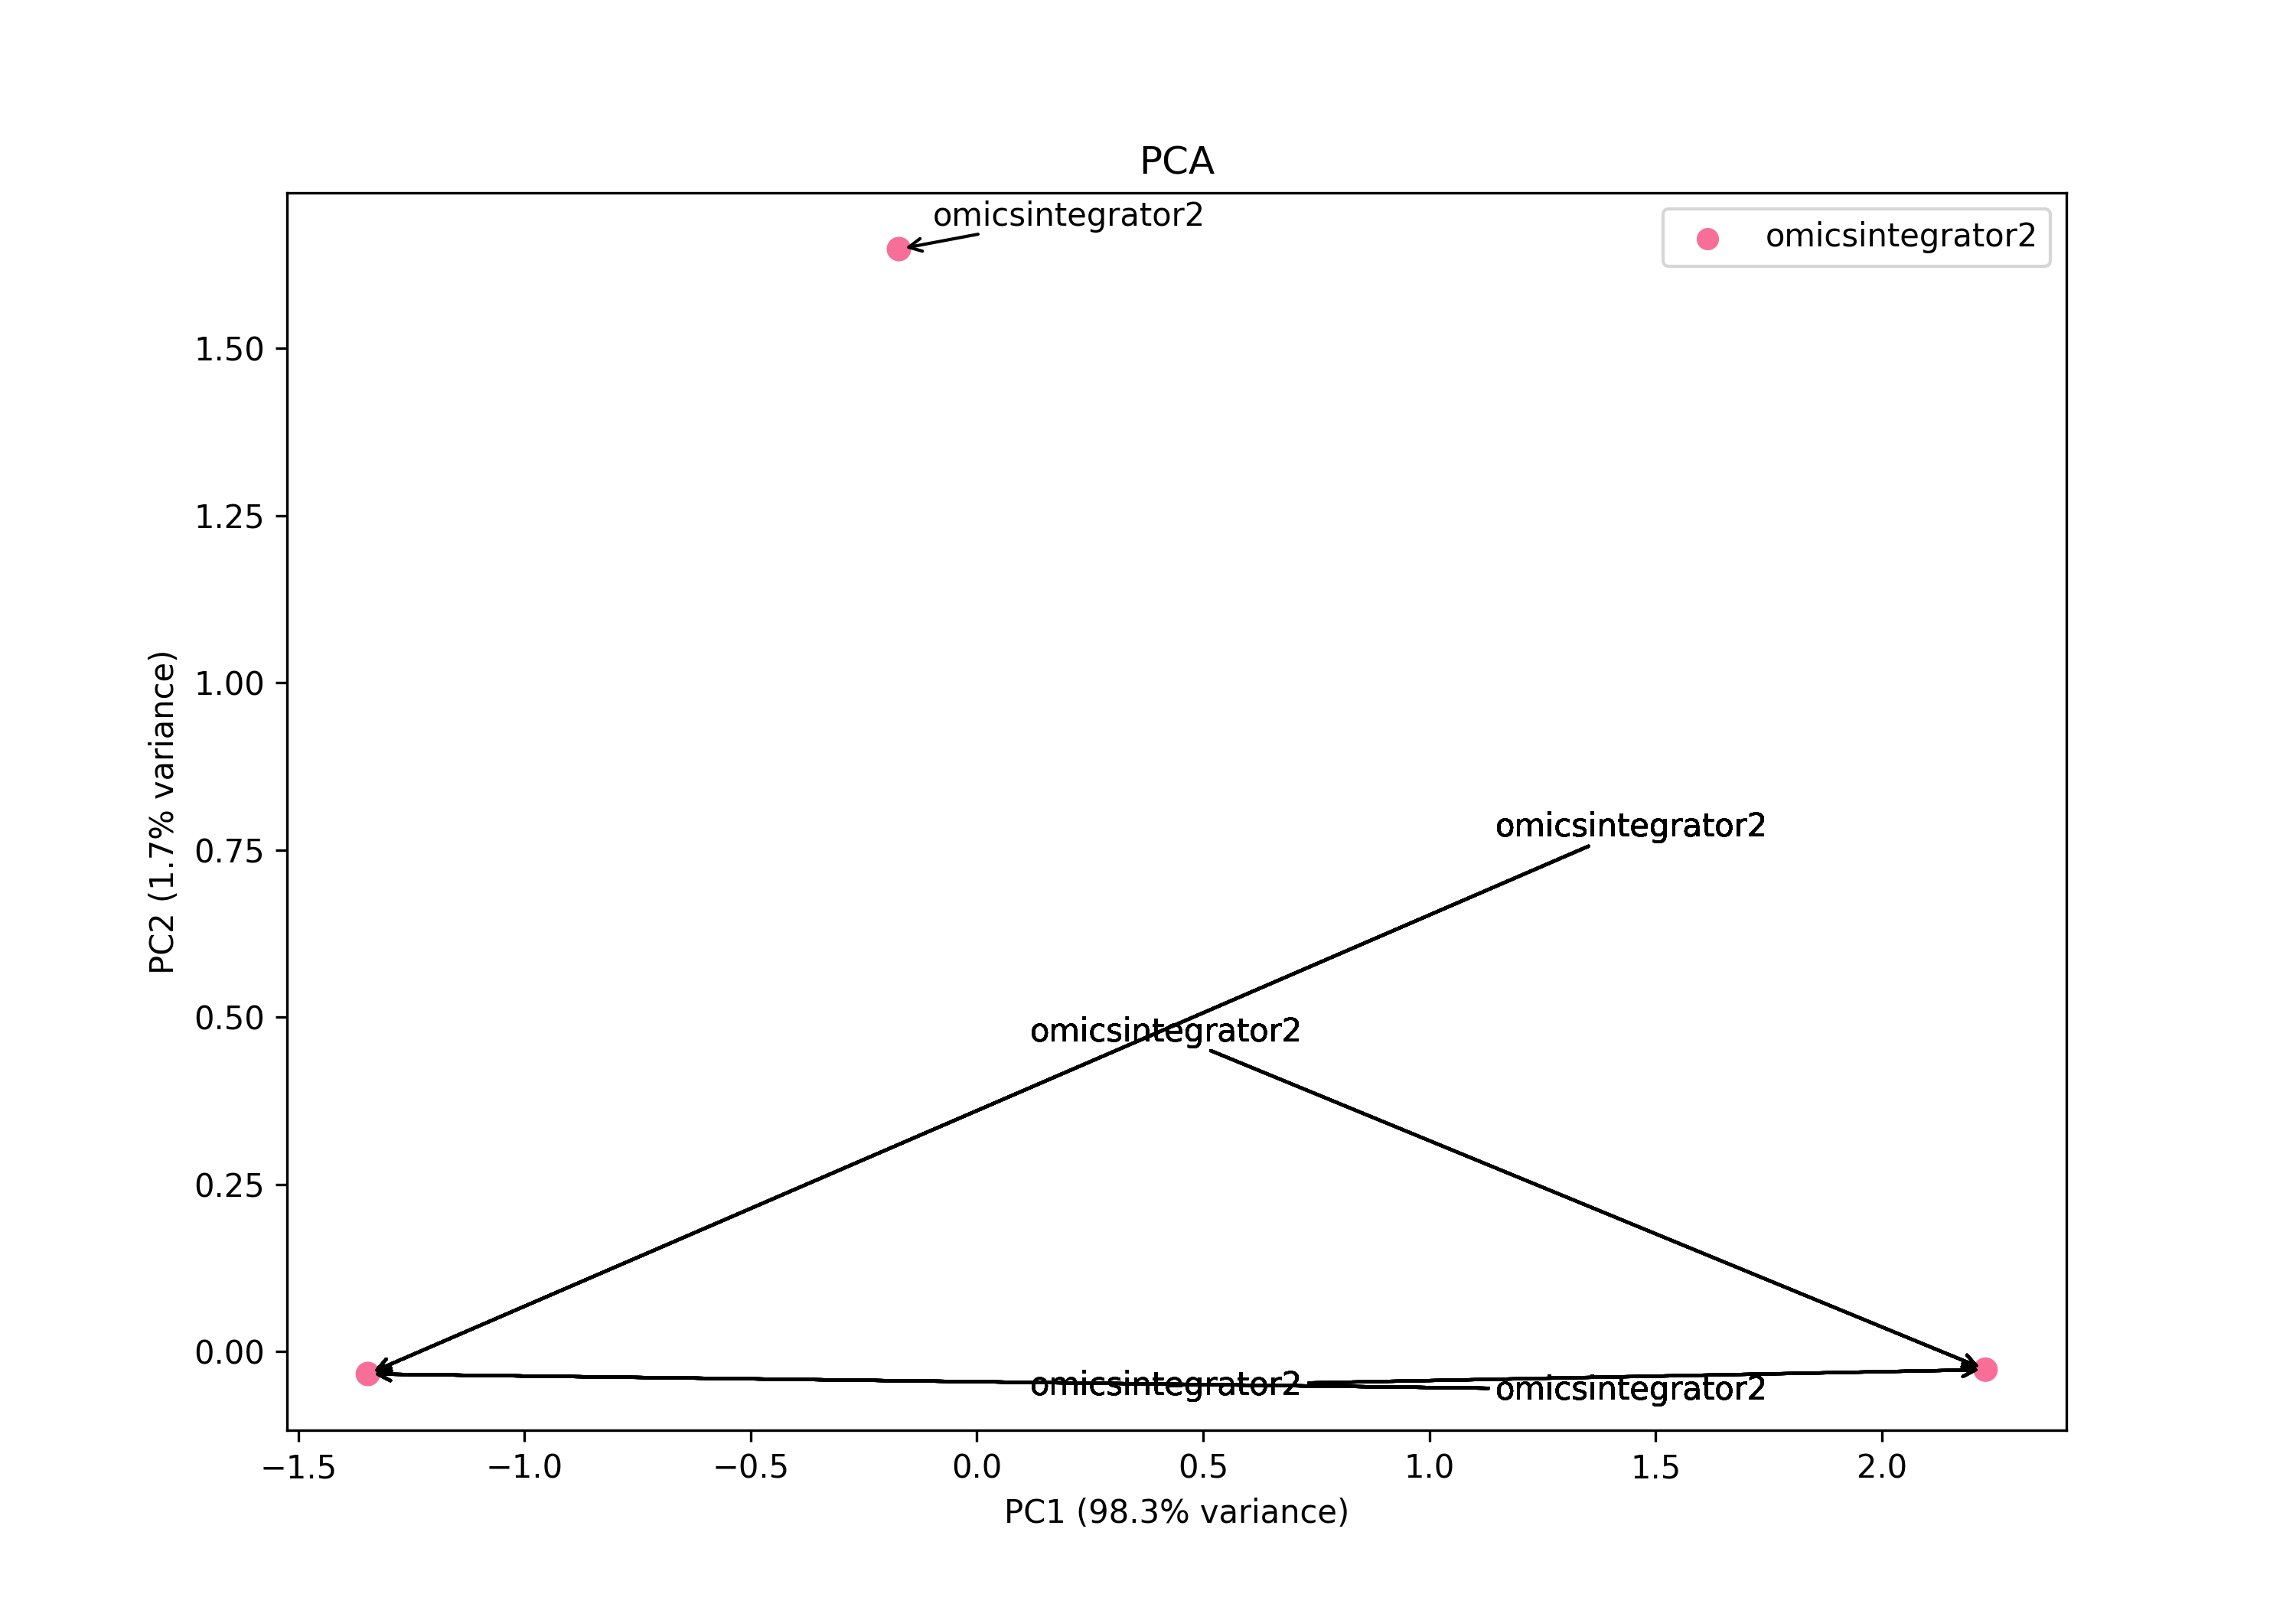 PCA
omicsintegrator2
omicsintegrator2
1.50
1.25
1.00
0.75
0.50
0.25
0.00
PC2 (1.7% variance)
omicsintegrator2
omicsintegrator2
omicsintegrator2
omicsintegrator2
−1.5
−1.0
−0.5
0.0
0.5
1.0
1.5
2.0
PC1 (98.3% variance)